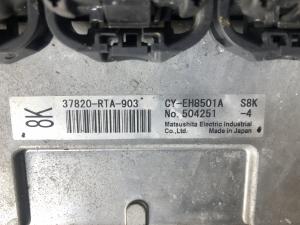 8K
37820-RTA-903
CY-EH8501A S8K
No. 504251 -4
Matsushita Electric Industrial
Co.,Ltd. Made in Japan